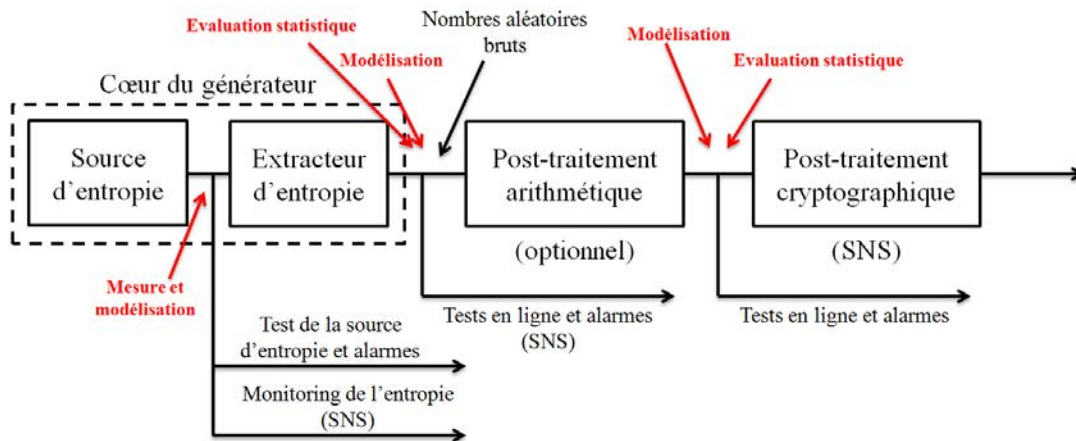 Evaluation statistique
Nombres aléatoires
bruts
Modélisation
Modélisation
Evaluation statistique
Cœur du générateur
Source
d'entropie
Extracteur
d'entropie
Post-traitement
arithmétique
Post-traitement
cryptographique
(optionnel)
(SNS)
Mesure et
modélisation
Tests en ligne et alarmes
(SNS)
Tests en ligne et alarmes
Test de la source
d'entropie et alarmes
Monitoring de l'entropie
(SNS)